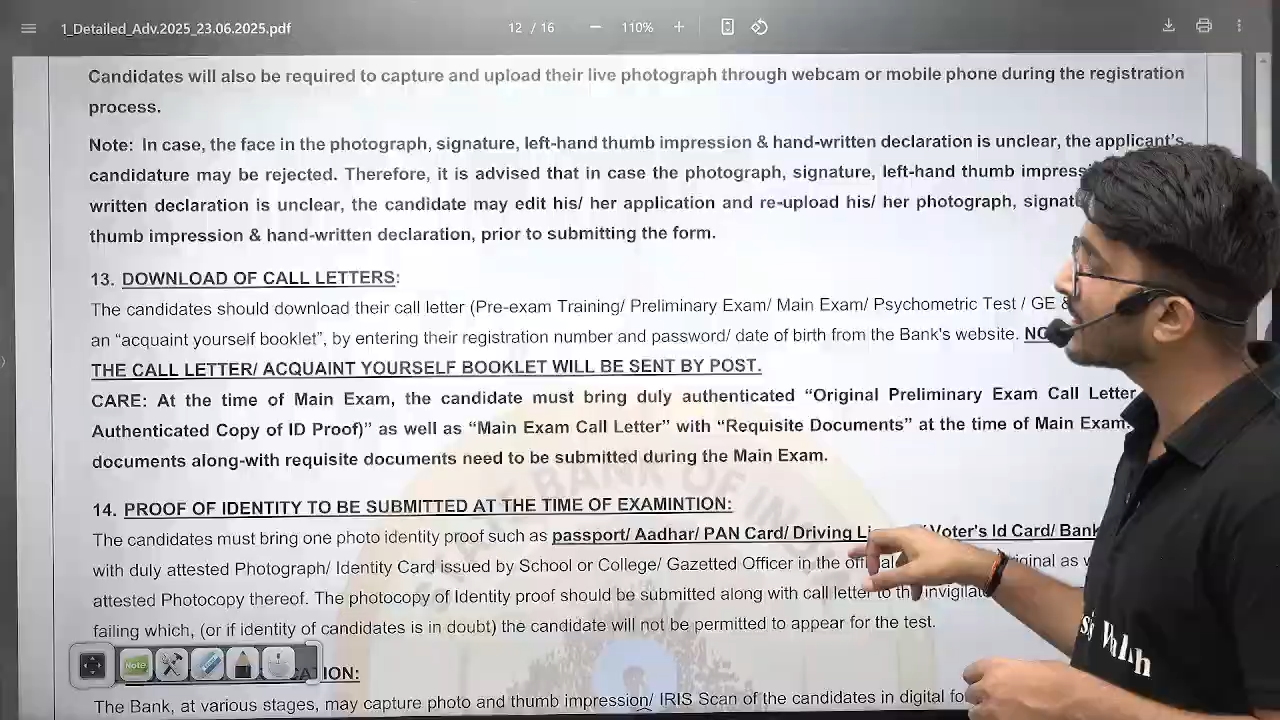 1_Detailed_Adv.2025_23.06.2025.pdf
12 / 16
110%
Candidates will also be required to capture and upload their live photograph through webcam or mobile phone during the registration
process.
Note: In case, the face in the photograph, signature, left-hand thumb impression & hand-written declaration is unclear, the applicant's
candidature may be rejected. Therefore, it is advised that in case the photograph, signature, left-hand thumb
written declaration is unclear, the candidate may edit his/ her application and re-upload his/ her photograph,
thumb impression & hand-written declaration, prior to submitting the form.
13. DOWNLOAD OF CALL LETTERS:
The candidates should download their call letter (Pre-exam Training/ Preliminary Exam/ Main Exam/ Psychometric Test / GE &
an “acquaint yourself booklet”, by entering their registration number and password/ date of birth from the Bank's website.
THE CALL LETTER/ ACQUAINT YOURSELF BOOKLET WILL BE SENT BY POST.
CARE: At the time of Main Exam, the candidate must bring duly authenticated “Original Preliminary Exam Call Letter
Authenticated Copy of ID Proof)” as well as “Main Exam Call Letter” with “Requisite Documents” at the time of Main Exam.
documents along-with requisite documents need to be submitted during the Main Exam.
14. PROOF OF IDENTITY TO BE SUBMITTED AT THE TIME OF EXAMINTION:
The candidates must bring one photo identity proof such as passport/ Aadhar/ PAN Card/ Driving Voter's Id Card/ Bank
with duly attested Photograph/ Identity Card issued by School or College/ Gazetted Officer in the as
attested Photocopy thereof. The photocopy of Identity proof should be submitted along with call letter to
failing which, (or if identity of candidates is in doubt) the candidate will not be permitted to appear for the test.
Note
ION:
The Bank, at various stages, may capture photo and thumb impression/ IRIS Scan of the candidates in digital
STATE BANK OF INDIA